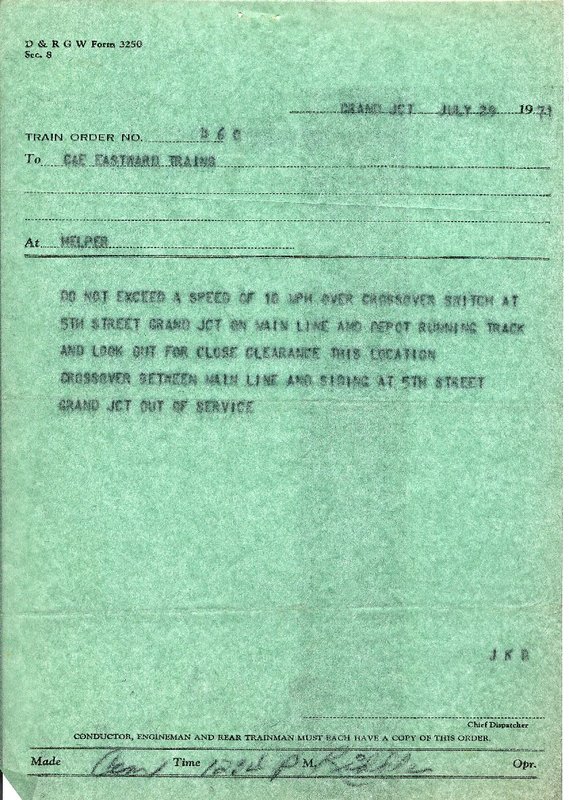 D & R G W Form 3250
Sec. 8
GRAND JCT JULY 29 1971
TRAIN ORDER NO.
To C&E EASTWARD TRAINS
At HELPER
DO NOT EXCEED A SPEED OF 10 MPH OVER CROSSOVER SWITCH AT
5TH STREET GRAND JCT ON MAIN LINE AND DEPOT RUNNING TRACK
AND LOOK OUT FOR CLOSE CLEARANCE THIS LOCATION
CROSSOVER BETWEEN MAIN LINE AND SIDING AT 5TH STREET
GRAND JCT OUT OF SERVICE
J K
Chief Dispatcher
CONDUCTOR, ENGINEMAN AND REAR TRAINMAN MUST EACH HAVE A COPY OF THIS ORDER.
Made Com Time P M. Opr.